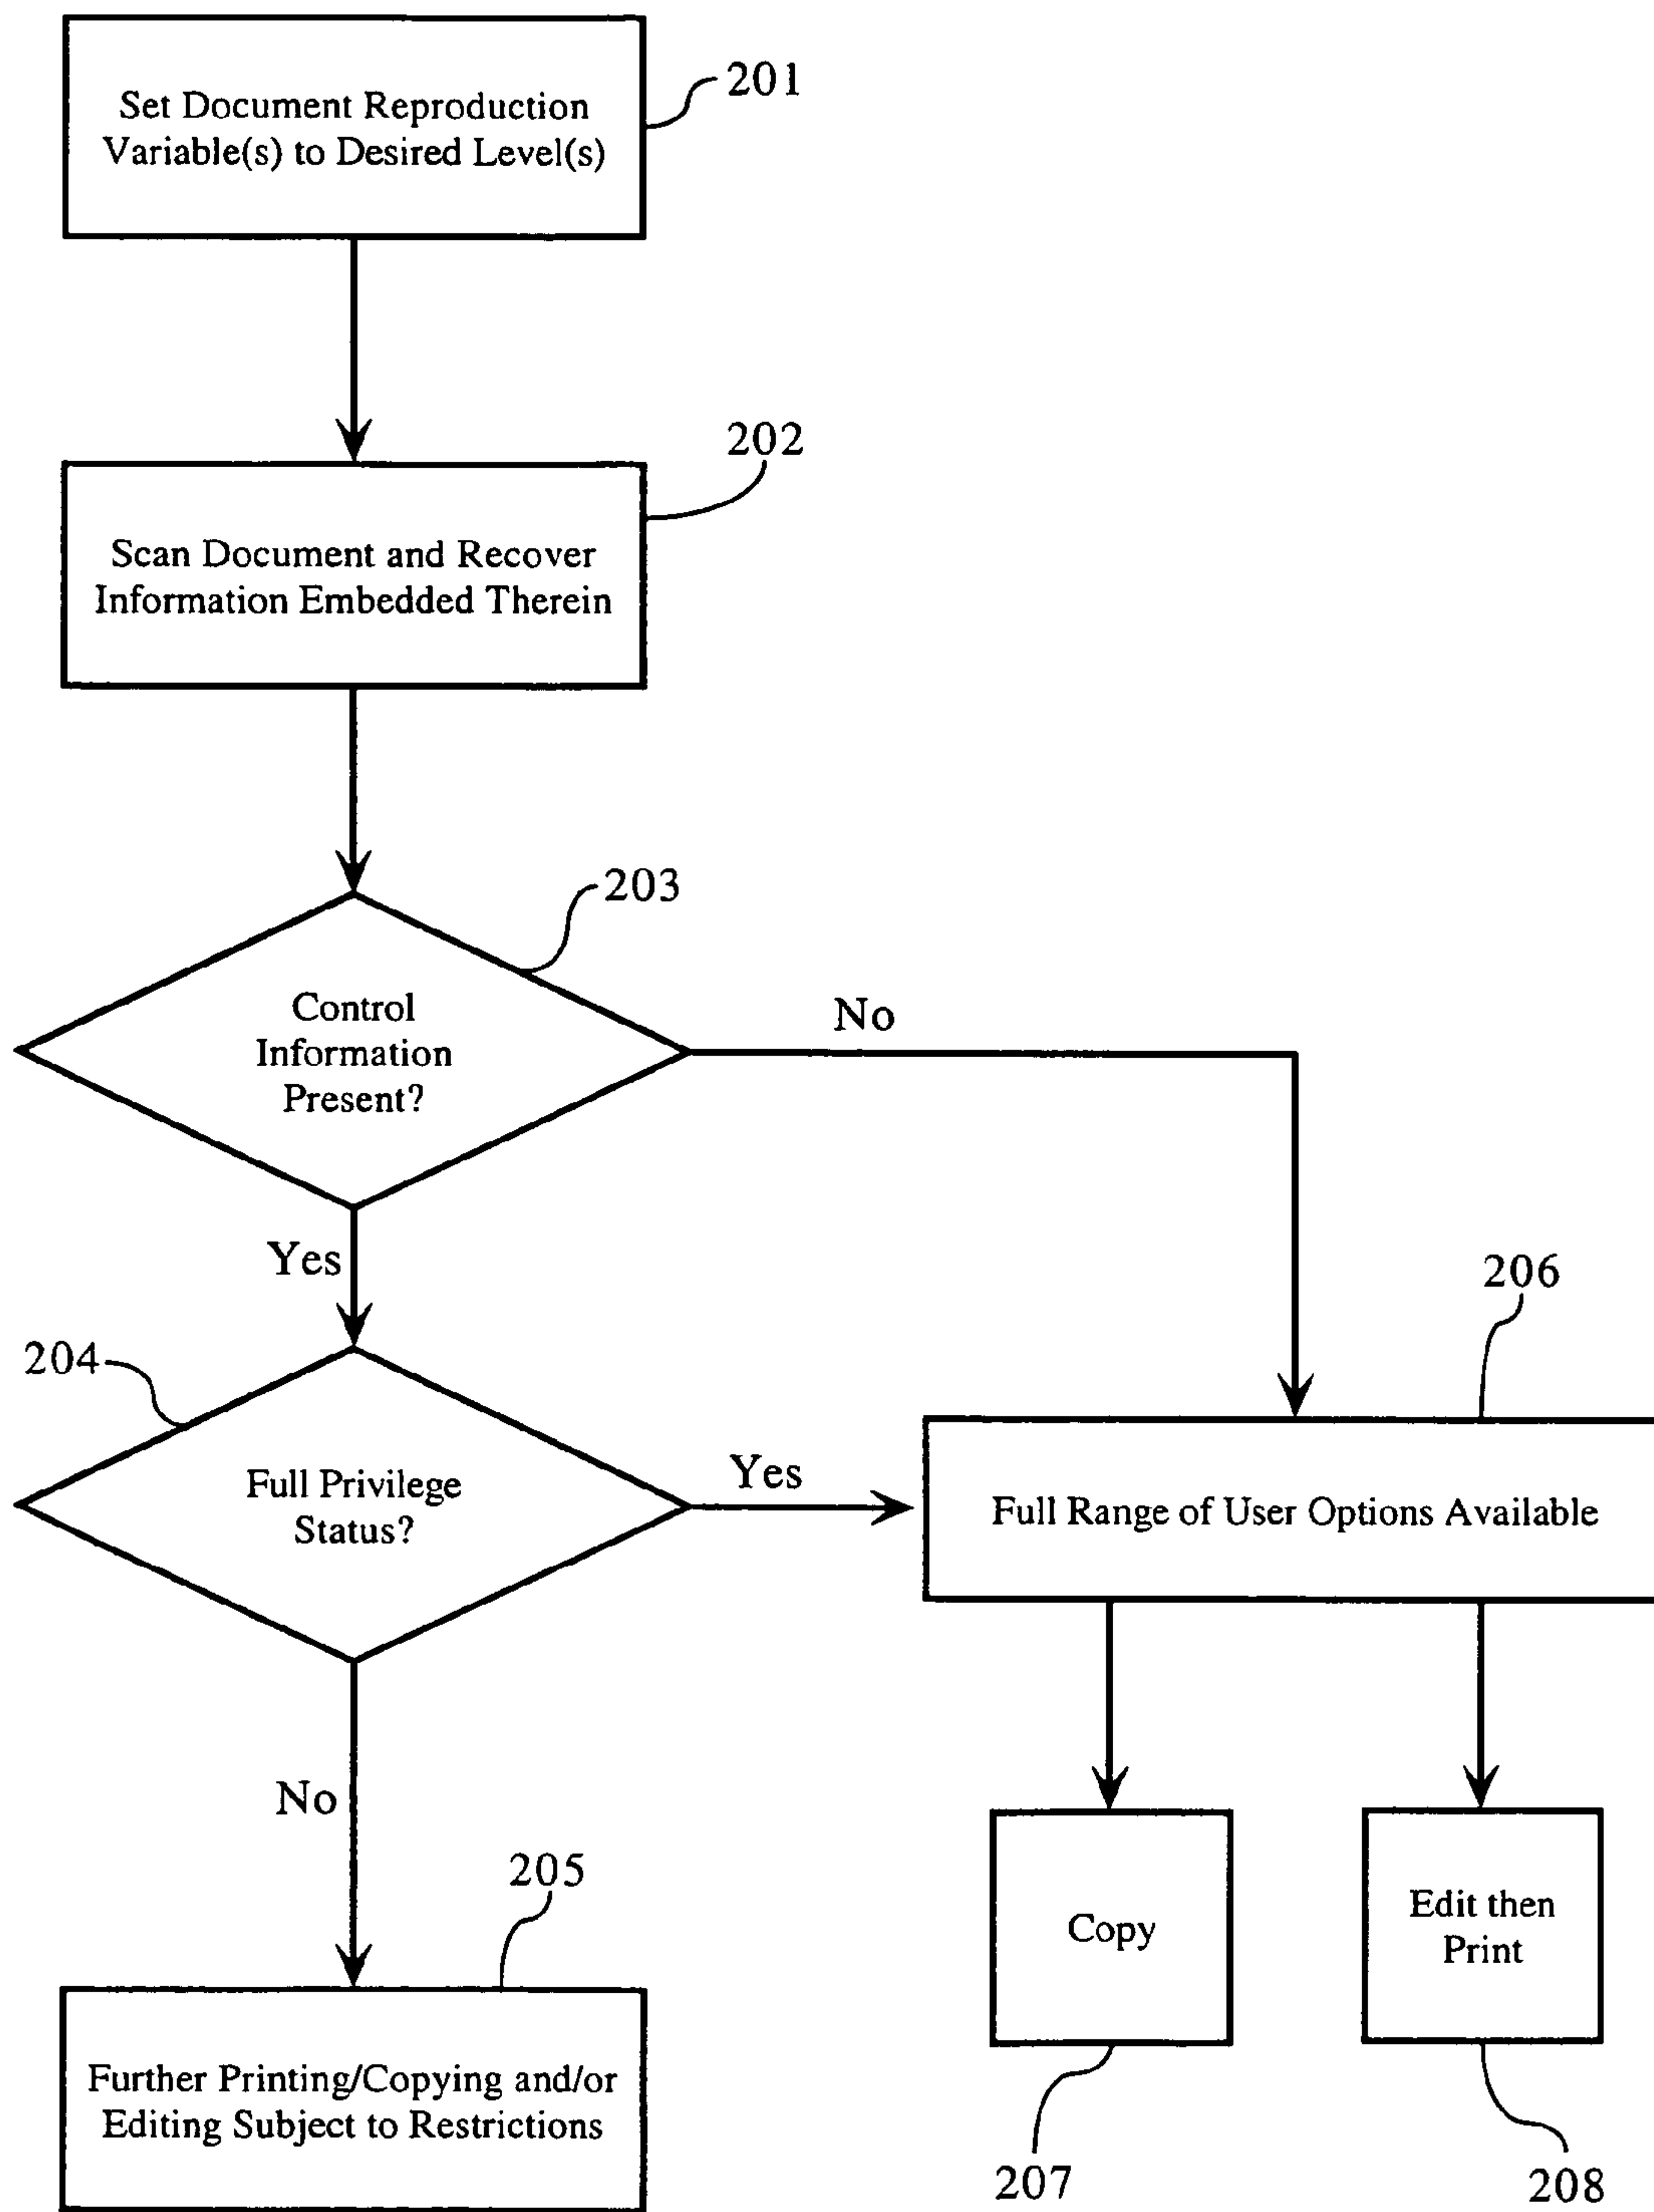 201
Set Document Reproduction
Variable(s) to Desired Level(s)
202
Scan Document and Recover
Information Embedded Therein
203
Control
Information
Present?
No
Yes
204
Full Privilege
Status?
Yes
206
Full Range of User Options Available
No
205
Further Printing/Copying and/or
Editing Subject to Restrictions
Copy
Edit then
Print
207
208